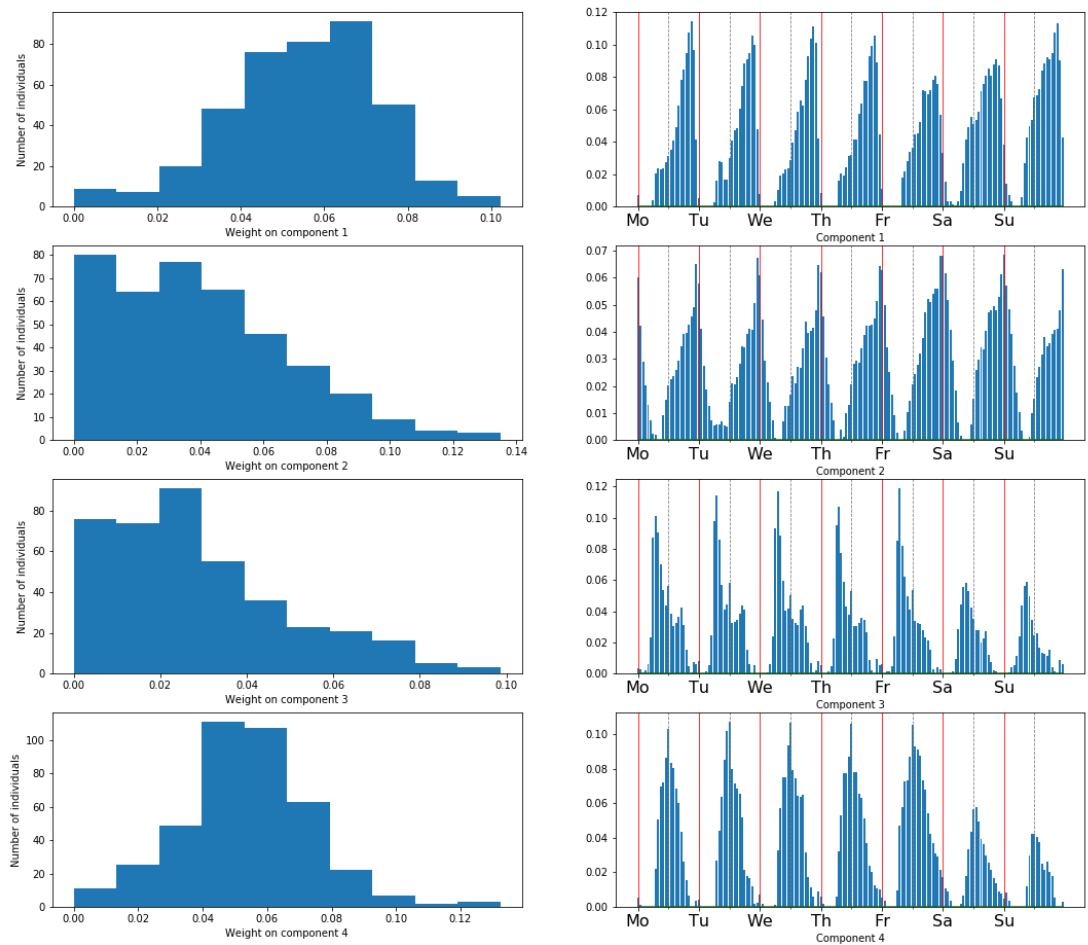 Number of individuals
80
60
40
20
0
0.00 0.02 0.04 0.06 0.08 0.10
Weight on component 1
0.12
0.10
0.08
0.06
0.04
0.02
0.00
Mo Tu We Th Fr Sa Su
Component 1
Number of individuals
80
70
60
50
40
30
20
10
0
0.00 0.02 0.04 0.06 0.08 0.10 0.12 0.14
Weight on component 2
0.07
0.06
0.05
0.04
0.03
0.02
0.01
0.00
Mo Tu We Th Fr Sa Su
Component 2
Number of individuals
80
60
40
20
0
0.00 0.02 0.04 0.06 0.08 0.10
Weight on component 3
0.12
0.10
0.08
0.06
0.04
0.02
0.00
Mo Tu We Th Fr Sa Su
Component 3
Number of individuals
100
80
60
40
20
0
0.00 0.02 0.04 0.06 0.08 0.10 0.12
Weight on component 4
0.10
0.08
0.06
0.04
0.02
0.00
Mo Tu We Th Fr Sa Su
Component 4